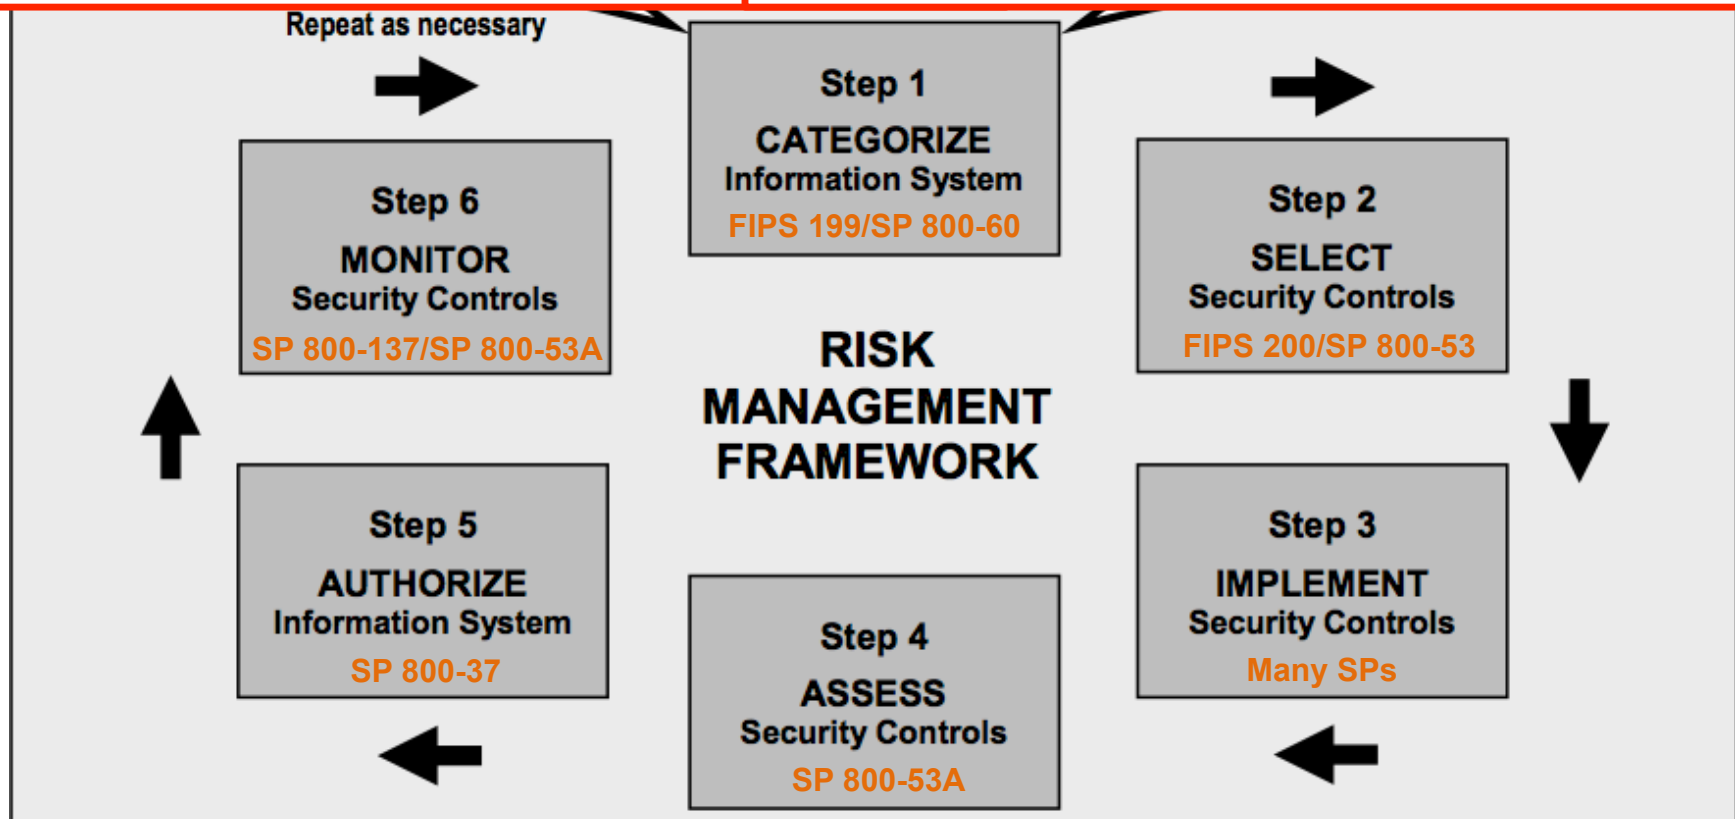 Repeat as necessary
Step 1
CATEGORIZE
Information System
FIPS 199/SP 800-60
Step 2
SELECT
Security Controls
FIPS 200/SP 800-53
Step 3
IMPLEMENT
Security Controls
Many SPs
Step 4
ASSESS
Security Controls
SP 800-53A
Step 5
AUTHORIZE
Information System
SP 800-37
Step 6
MONITOR
Security Controls
SP 800-137/SP 800-53A
RISK
MANAGEMENT
FRAMEWORK